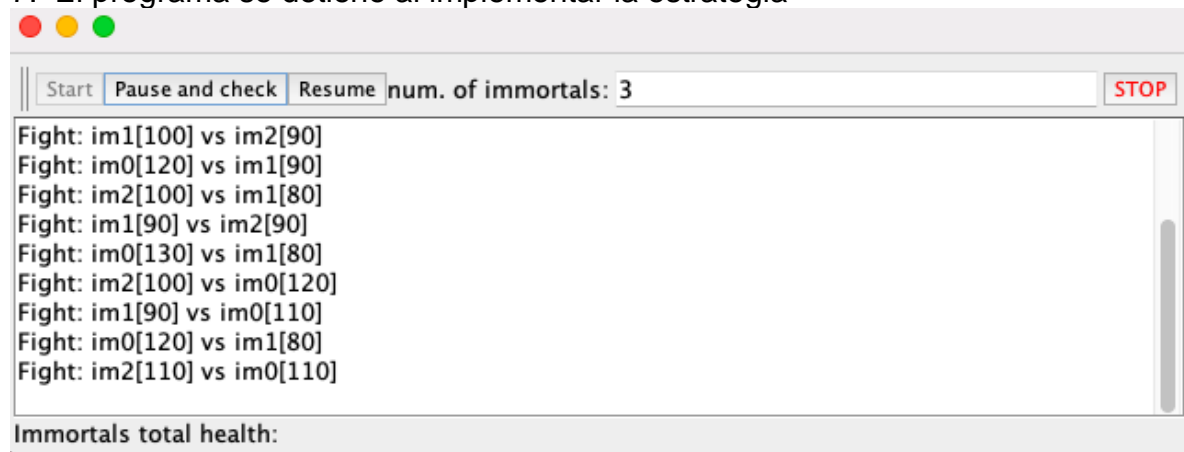 Start Pause and check Resume num. of immortals: 3 STOP
Fight: im1[100] vs im2[90]
Fight: im0[120] vs im1[90]
Fight: im2[100] vs im1[80]
Fight: im1[90] vs im2[90]
Fight: im0[130] vs im1[80]
Fight: im2[100] vs im0[120]
Fight: im1[90] vs im0[110]
Fight: im0[120] vs im1[80]
Fight: im2[110] vs im0[110]
Immortals total health: